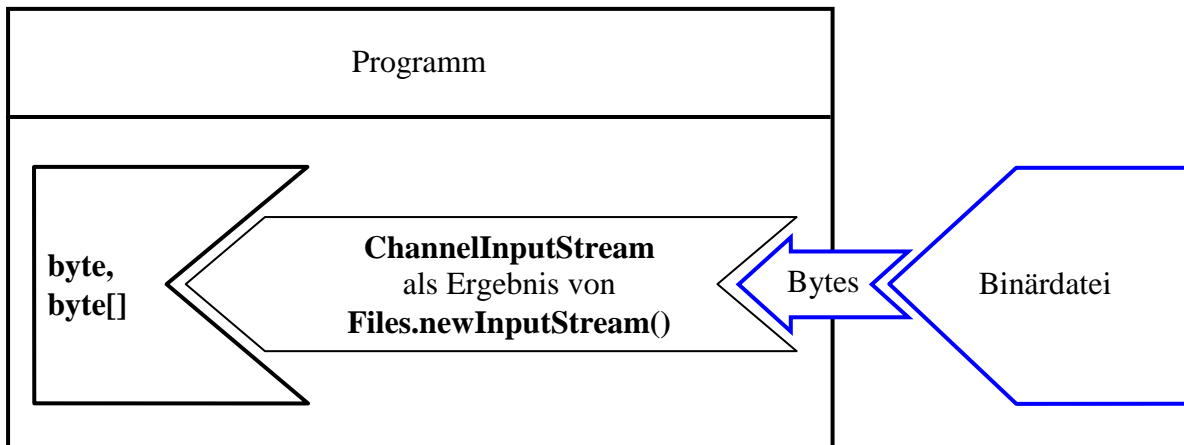 Programm
byte,
byte[]
ChannelInputStream
als Ergebnis von
Files.newInputStream()
Bytes
Binärdatei